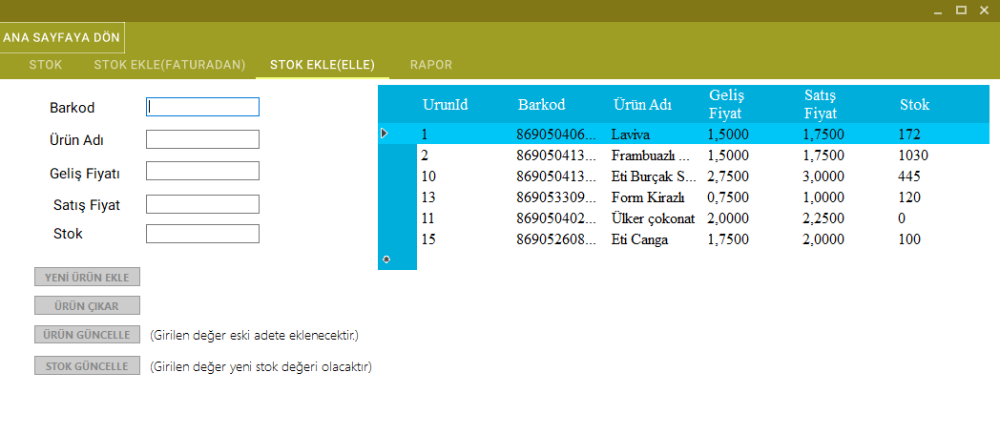 ANA SAYFAYA DÖN
STOK STOK EKLE(FATURADAN) STOK EKLE(ELLE) RAPOR
Barkod
Ürün Adı
Geliş Fiyatı
Satış Fiyat
Stok
YENİ ÜRÜN EKLE
ÜRÜN ÇIKAR
ÜRÜN GÜNCELLE (Girilen değer eski adete eklenecektir.)
STOK GÜNCELLE (Girilen değer yeni stok değeri olacaktır)
UrunId Barkod Ürün Adı Geliş Fiyat Satış Fiyat Stok
1 869050406... Laviva 1,5000 1,7500 172
2 869050413... Frambuazlı ... 1,5000 1,7500 1030
10 869050413... Eti Burçak S... 2,7500 3,0000 445
13 869053309... Form Kirazlı 0,7500 1,0000 120
11 869050402... Ülker çokonat 2,0000 2,2500 0
15 869052608... Eti Canga 1,7500 2,0000 100